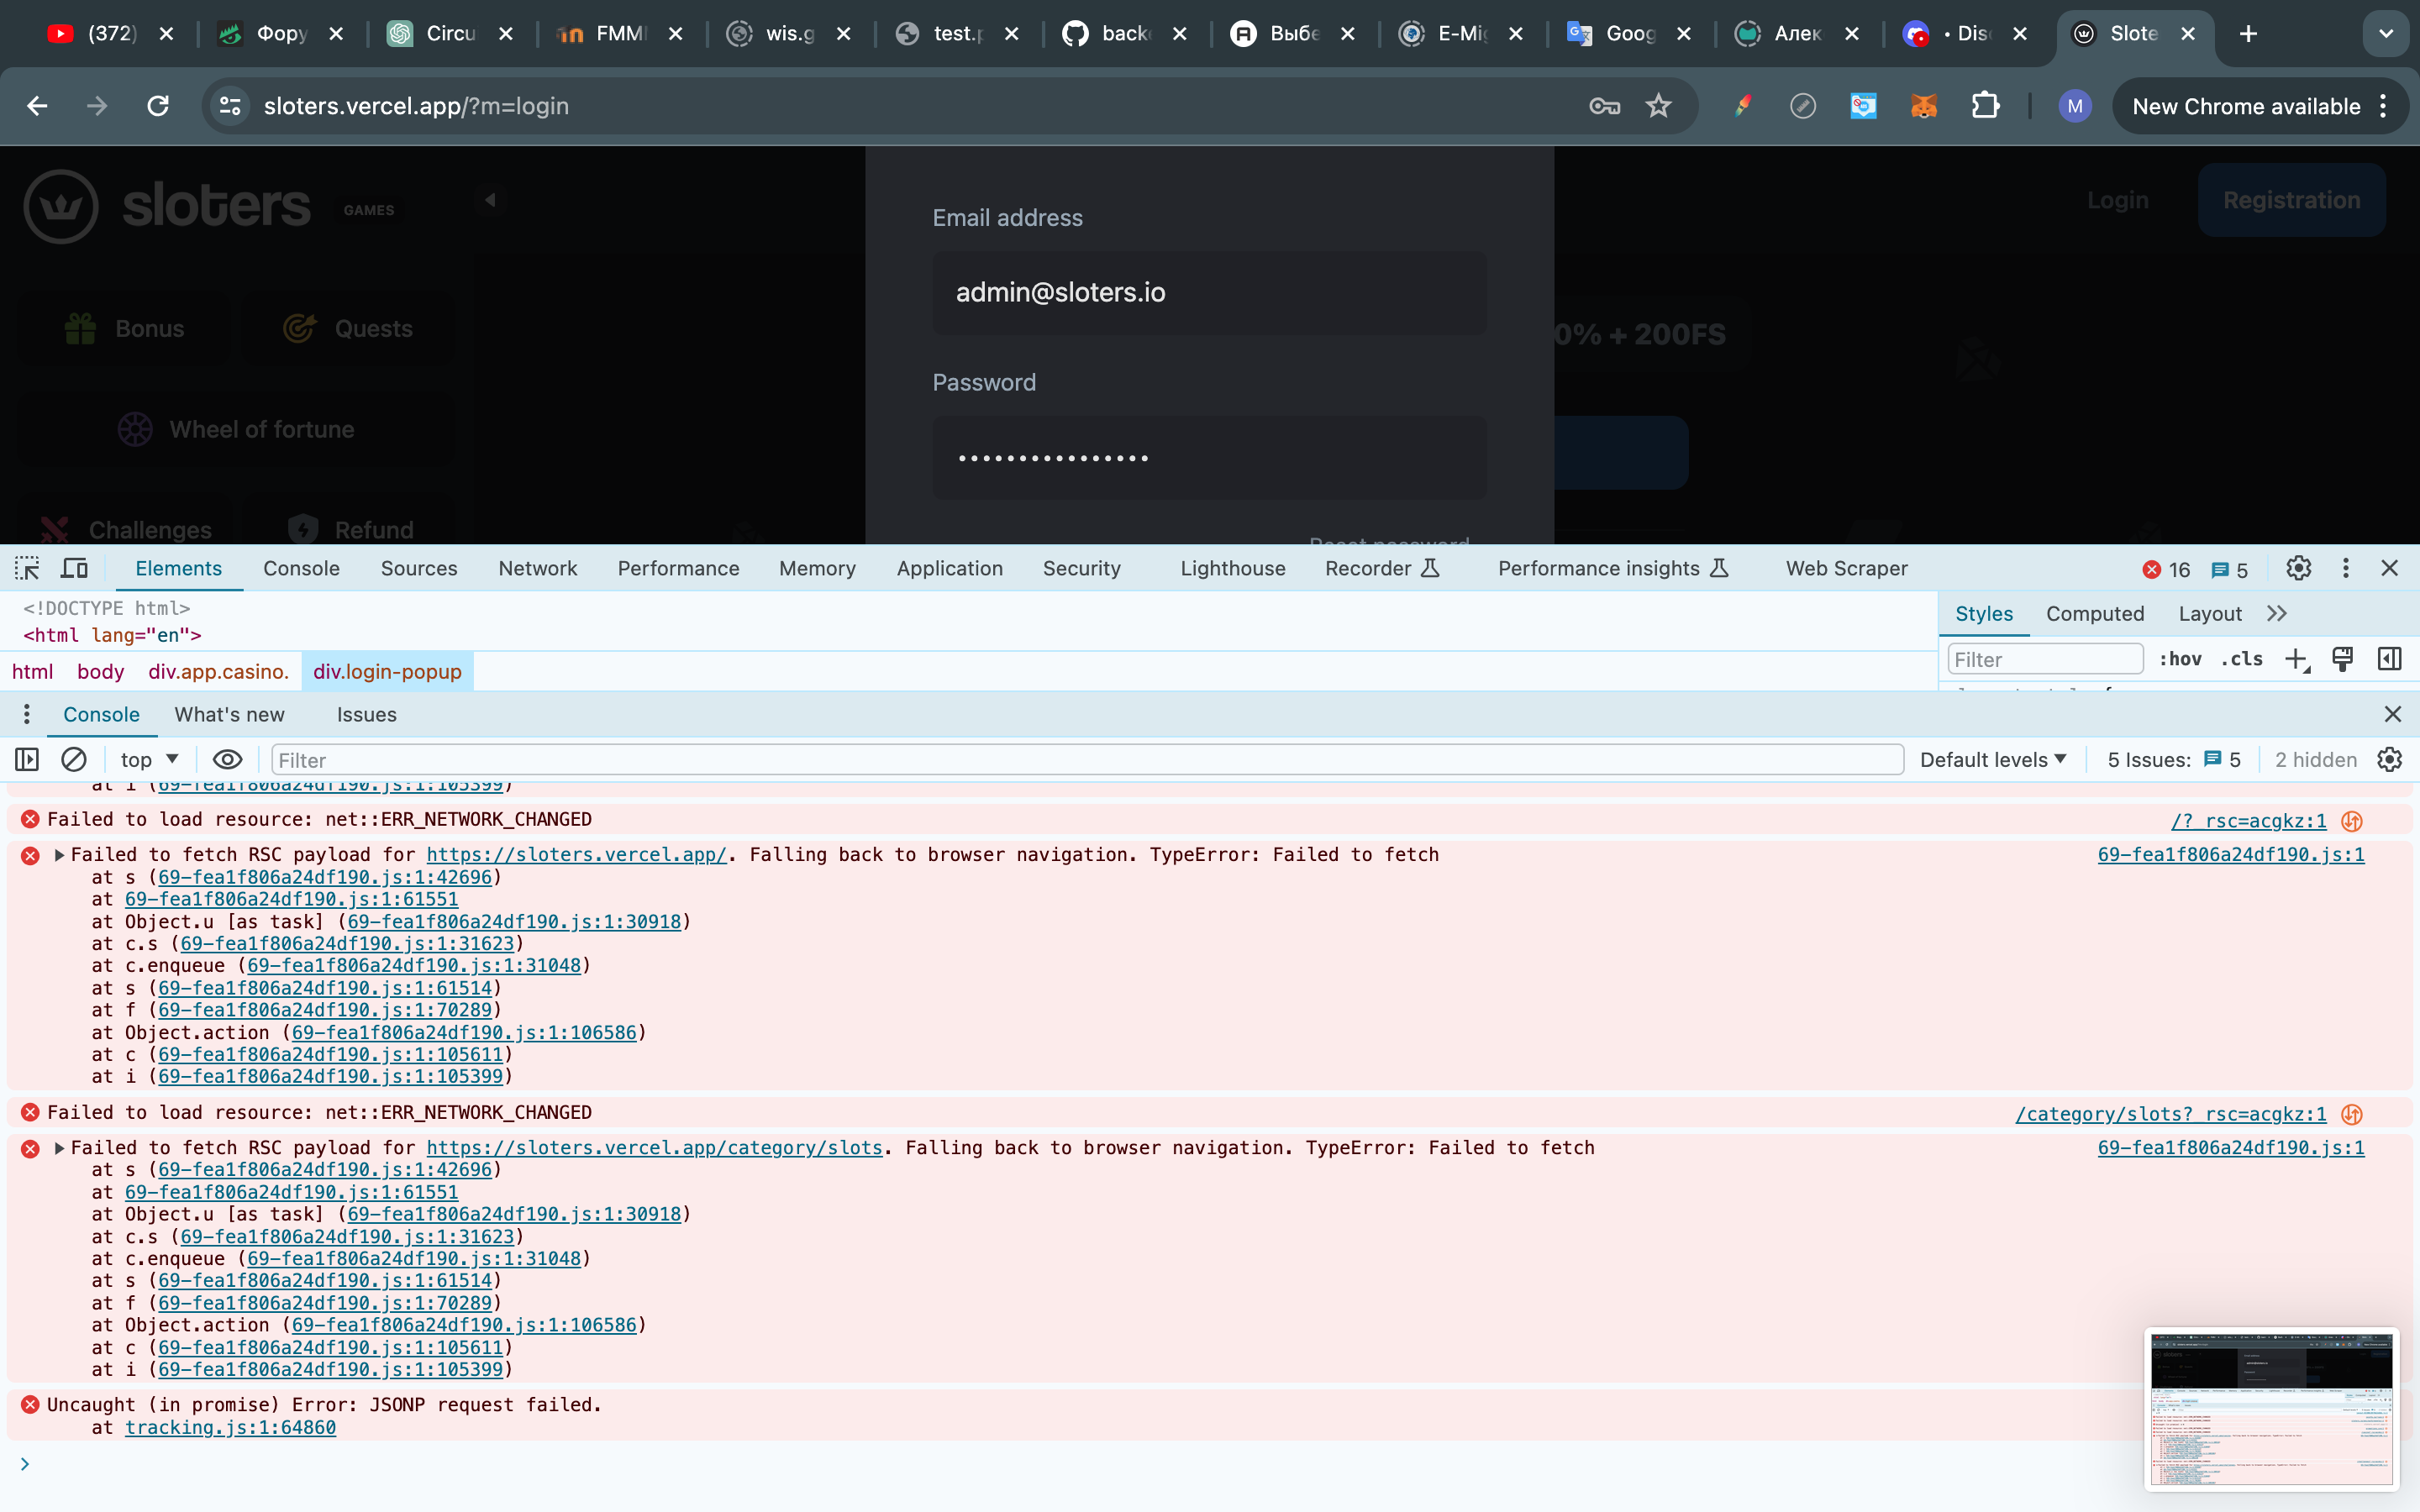 (372)
Фору
Circu
FMM
wis.g
test.p
back
Выбе
E-Mig
Goog
Алек
• Disc
Slote
sloters.vercel.app/?m=login
M
New Chrome available
sloters GAMES
Login
Registration
Email address
admin@sloters.io
Bonus
Quests
0% + 200FS
Password
••••••••••••••••
Wheel of fortune
Challenges
Refund
Reset password
Elements Console Sources Network Performance Memory Application Security Lighthouse Recorder Performance insights Web Scraper 16 5
<!DOCTYPE html>
<html lang="en">
Styles Computed Layout
html body div.app.casino. div.login-popup
Filter :hov .cls
Console What's new Issues
top Filter Default levels 5 Issues: 5 2 hidden
at i (69-fea1f806a24df190.js:1:105399)
Failed to load resource: net::ERR_NETWORK_CHANGED /?_rsc=acgkz:1
Failed to fetch RSC payload for https://sloters.vercel.app/. Falling back to browser navigation. TypeError: Failed to fetch 69-fea1f806a24df190.js:1
at s (69-fea1f806a24df190.js:1:42696)
at 69-fea1f806a24df190.js:1:61551
at Object.u [as task] (69-fea1f806a24df190.js:1:30918)
at c.s (69-fea1f806a24df190.js:1:31623)
at c.enqueue (69-fea1f806a24df190.js:1:31048)
at s (69-fea1f806a24df190.js:1:61514)
at f (69-fea1f806a24df190.js:1:70289)
at Object.action (69-fea1f806a24df190.js:1:106586)
at c (69-fea1f806a24df190.js:1:105611)
at i (69-fea1f806a24df190.js:1:105399)
Failed to load resource: net::ERR_NETWORK_CHANGED /category/slots?_rsc=acgkz:1
Failed to fetch RSC payload for https://sloters.vercel.app/category/slots. Falling back to browser navigation. TypeError: Failed to fetch 69-fea1f806a24df190.js:1
at s (69-fea1f806a24df190.js:1:42696)
at 69-fea1f806a24df190.js:1:61551
at Object.u [as task] (69-fea1f806a24df190.js:1:30918)
at c.s (69-fea1f806a24df190.js:1:31623)
at c.enqueue (69-fea1f806a24df190.js:1:31048)
at s (69-fea1f806a24df190.js:1:61514)
at f (69-fea1f806a24df190.js:1:70289)
at Object.action (69-fea1f806a24df190.js:1:106586)
at c (69-fea1f806a24df190.js:1:105611)
at i (69-fea1f806a24df190.js:1:105399)
Uncaught (in promise) Error: JSONP request failed.
at tracking.js:1:64860